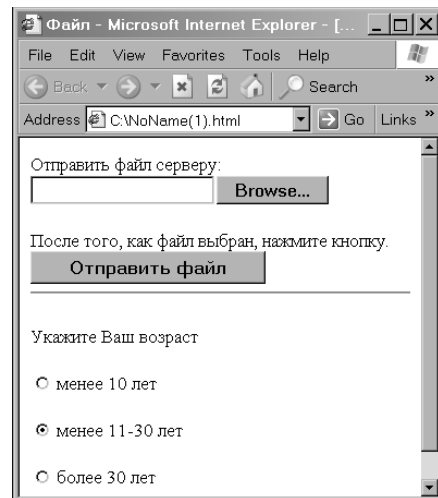 Файл - Microsoft Internet Explorer - [...
File Edit View Favorites Tools Help
Back Search »
Address C:\NoName(1).html Go Links »
Отправить файл серверу:
Browse...
После того, как файл выбран, нажмите кнопку.
Отправить файл
Укажите Ваш возраст
менее 10 лет
менее 11-30 лет
более 30 лет